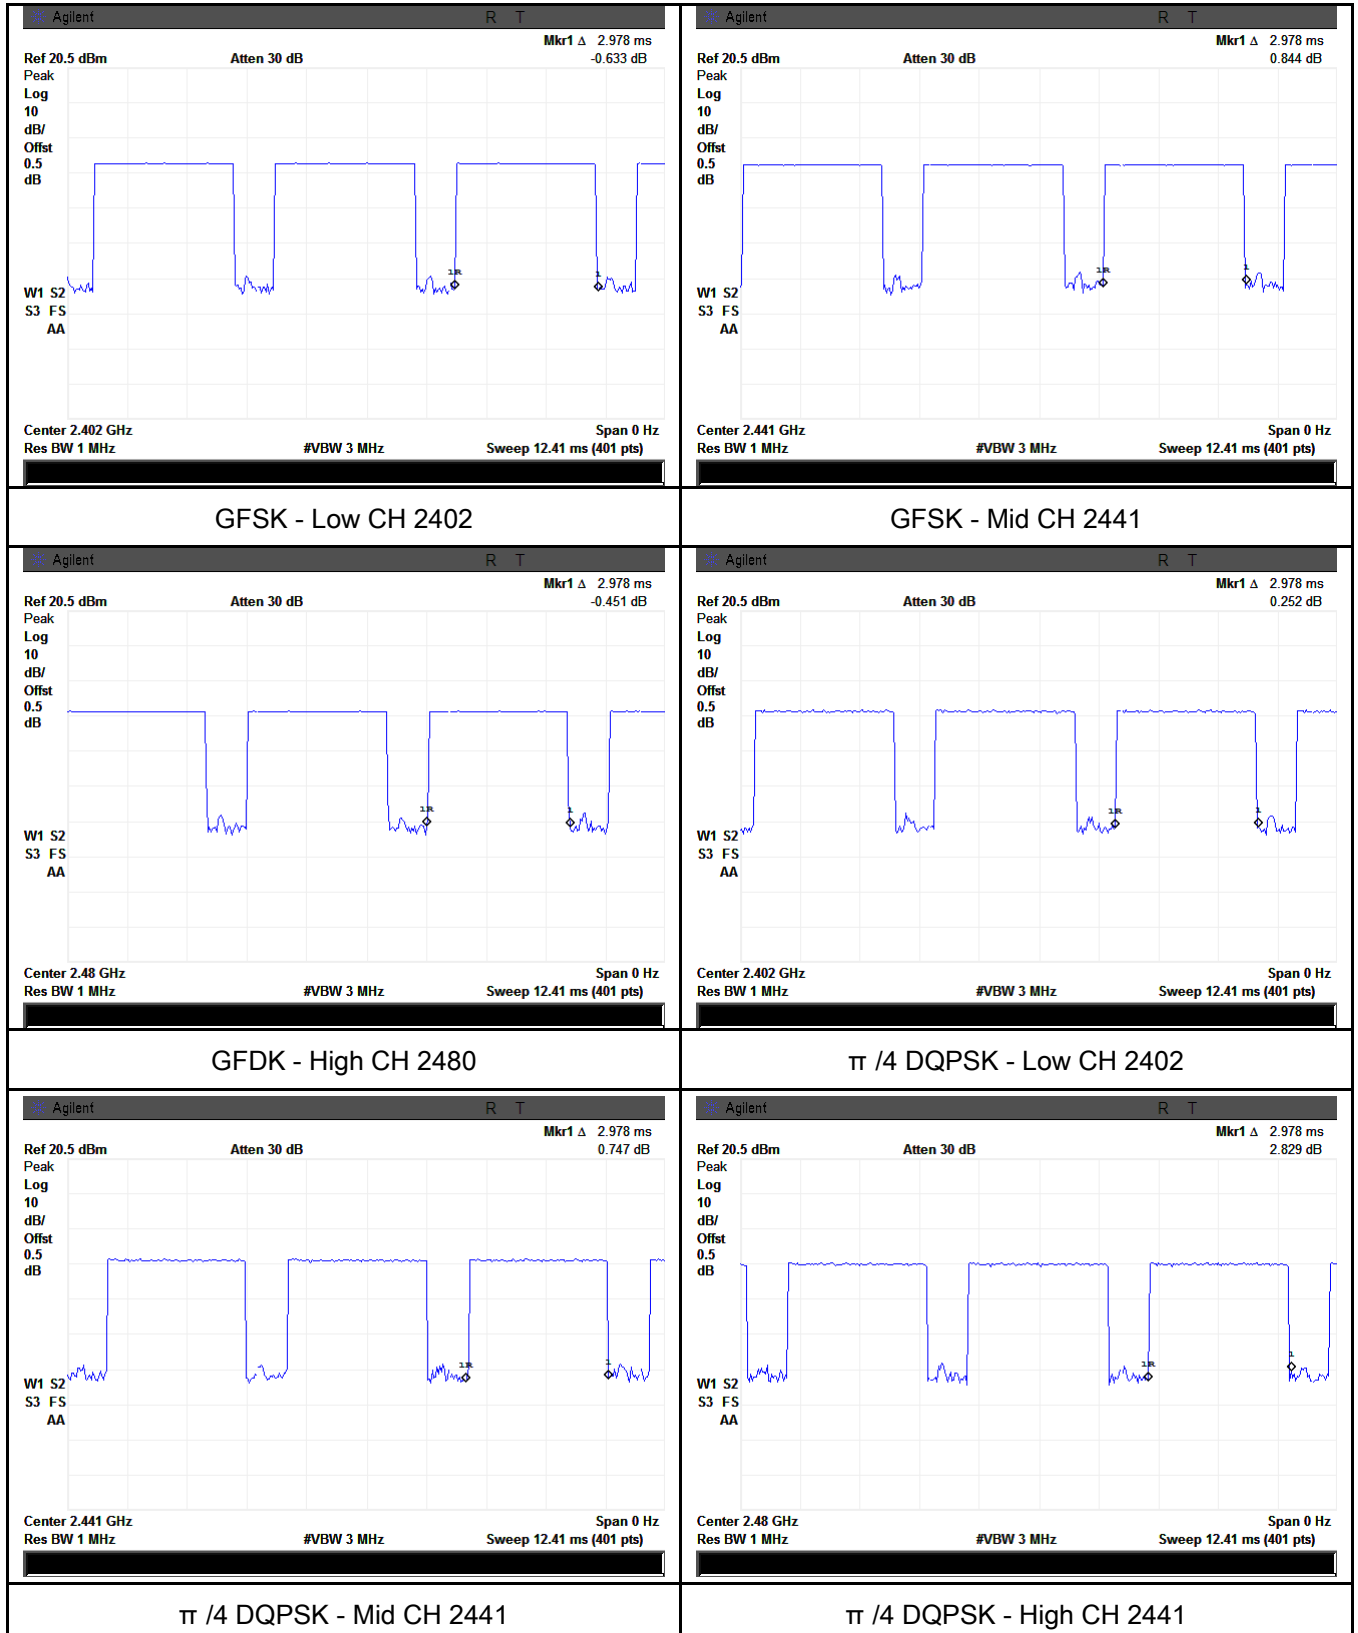 Agilent R T
Mkr1 Δ 2.978 ms
Ref 20.5 dBm Atten 30 dB -0.633 dB
Peak
Log
10
dB/
Offst
0.5
dB
1R
1
W1 S2
S3 FS
AA
Center 2.402 GHz Span 0 Hz
Res BW 1 MHz #VBW 3 MHz Sweep 12.41 ms (401 pts)
GFSK - Low CH 2402
Agilent R T
Mkr1 Δ 2.978 ms
Ref 20.5 dBm Atten 30 dB 0.844 dB
Peak
Log
10
dB/
Offst
0.5
dB
1R
1
W1 S2
S3 FS
AA
Center 2.441 GHz Span 0 Hz
Res BW 1 MHz #VBW 3 MHz Sweep 12.41 ms (401 pts)
GFSK - Mid CH 2441
Agilent R T
Mkr1 Δ 2.978 ms
Ref 20.5 dBm Atten 30 dB -0.451 dB
Peak
Log
10
dB/
Offst
0.5
dB
1R
1
W1 S2
S3 FS
AA
Center 2.48 GHz Span 0 Hz
Res BW 1 MHz #VBW 3 MHz Sweep 12.41 ms (401 pts)
GFDK - High CH 2480
Agilent R T
Mkr1 Δ 2.978 ms
Ref 20.5 dBm Atten 30 dB 0.252 dB
Peak
Log
10
dB/
Offst
0.5
dB
1R
1
W1 S2
S3 FS
AA
Center 2.402 GHz Span 0 Hz
Res BW 1 MHz #VBW 3 MHz Sweep 12.41 ms (401 pts)
π /4 DQPSK - Low CH 2402
Agilent R T
Mkr1 Δ 2.978 ms
Ref 20.5 dBm Atten 30 dB 0.747 dB
Peak
Log
10
dB/
Offst
0.5
dB
1R
1
W1 S2
S3 FS
AA
Center 2.441 GHz Span 0 Hz
Res BW 1 MHz #VBW 3 MHz Sweep 12.41 ms (401 pts)
π /4 DQPSK - Mid CH 2441
Agilent R T
Mkr1 Δ 2.978 ms
Ref 20.5 dBm Atten 30 dB 2.829 dB
Peak
Log
10
dB/
Offst
0.5
dB
1R
1
W1 S2
S3 FS
AA
Center 2.48 GHz Span 0 Hz
Res BW 1 MHz #VBW 3 MHz Sweep 12.41 ms (401 pts)
π /4 DQPSK - High CH 2441